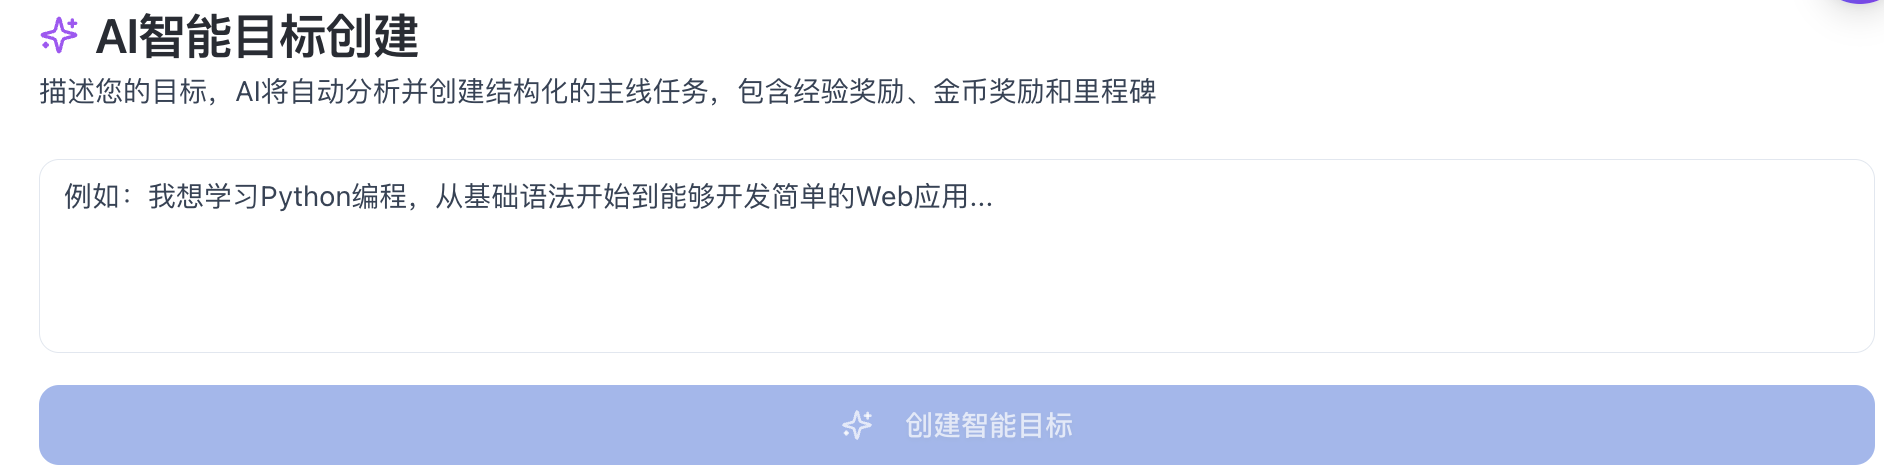 AI智能目标创建
描述您的目标，AI将自动分析并创建结构化的主线任务，包含经验奖励、金币奖励和里程碑
例如：我想学习Python编程，从基础语法开始到能够开发简单的Web应用...
创建智能目标